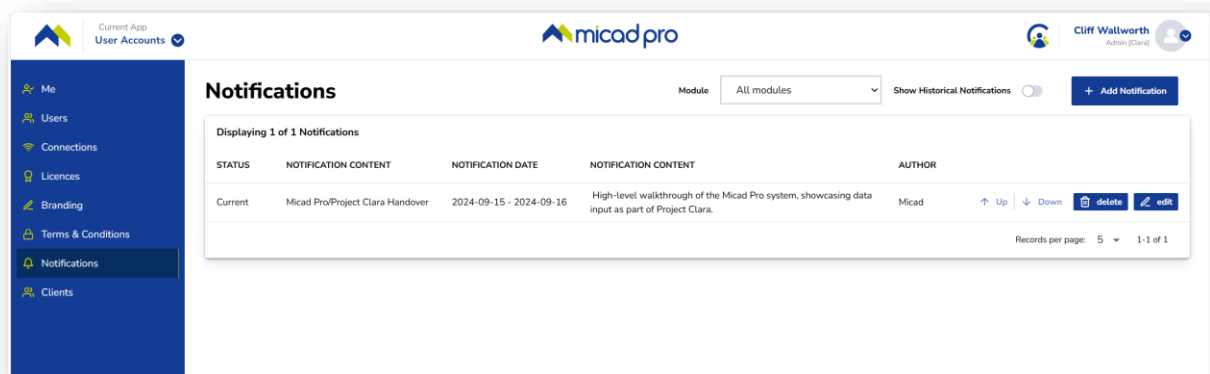 Current App
User Accounts
micad pro
Cliff Wallworth
Admin [Clara]
Me
Users
Connections
Licences
Branding
Terms & Conditions
Notifications
Clients
Notifications
Module
All modules
Show Historical Notifications
+ Add Notification
Displaying 1 of 1 Notifications
STATUS NOTIFICATION CONTENT NOTIFICATION DATE NOTIFICATION CONTENT AUTHOR
Current Micad Pro/Project Clara Handover 2024-09-15 - 2024-09-16 High-level walkthrough of the Micad Pro system, showcasing data
input as part of Project Clara. Micad ↑ Up ↓ Down delete edit
Records per page: 5 1-1 of 1